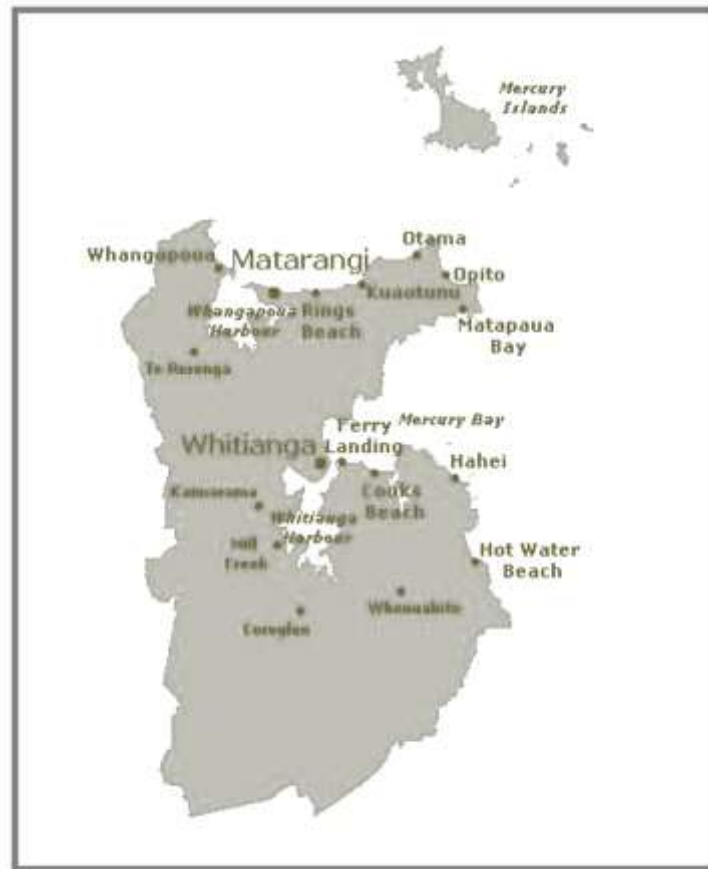 Mercury
Islands
Otama
Whangapoua
Matarangi
Opito
Kuaotunu
Whangapoua
Harbour
Rings
Beach
Matapaua
Bay
Te Rerenga
Ferry
Landing
Mercury Bay
Whitianga
Hahei
Cooks
Beach
Whitianga
Harbour
Mill
Creek
Hot Water
Beach
Whenuakite
Coroglen